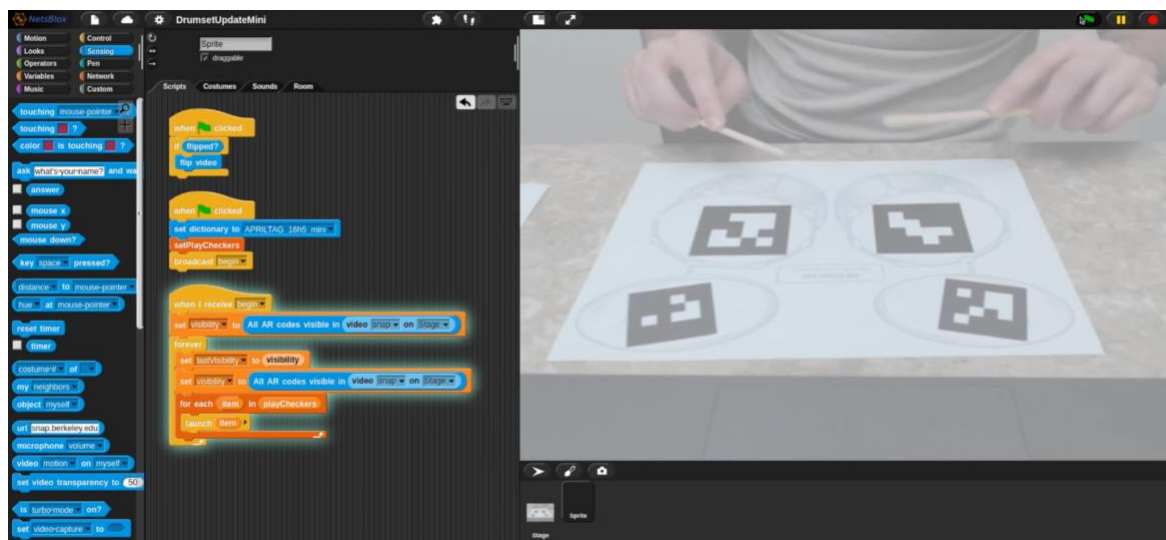 NetsBlox
DrumsetUpdateMini
Motion
Control
Looks
Sensing
Operators
Pen
Variables
Network
Music
Custom
Sprite
draggable
Scripts
Costumes
Sounds
Room
touching mouse-pointer
touching ?
color is touching ?
ask what's your name? and wa
answer
mouse x
mouse y
mouse down?
key space pressed?
distance to mouse-pointer
hue at mouse-pointer
reset timer
timer
costume # of
my neighbors
object myself
url snap.berkeley.edu
microphone volume
video motion on myself
set video transparency to 50
is turbo mode on?
set video capture to
when clicked
if flipped?
flip video
when clicked
set dictionary to APRILTAG 16h5 mini
setPlayCheckers
broadcast begin
when I receive begin
set visibility to All AR codes visible in video snap on Stage
forever
set lastVisibility to visibility
set visibility to All AR codes visible in video snap on Stage
for each item in playCheckers
launch item
Stage
Sprite